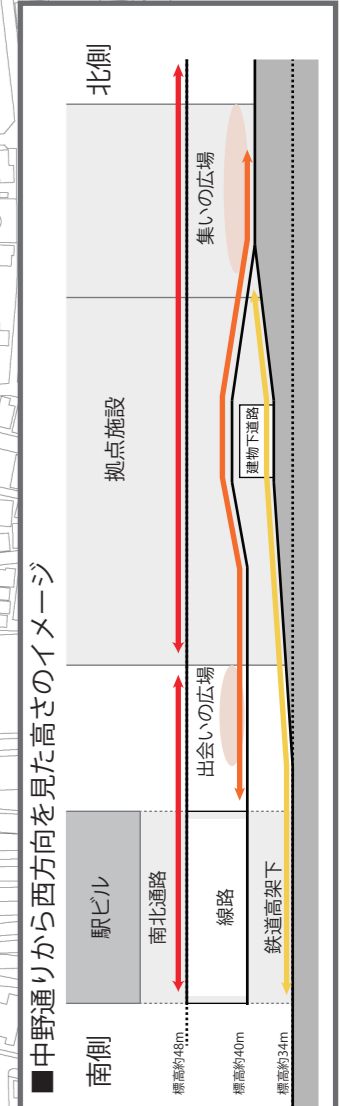 ■中野通りから西方向を見た高さのイメージ
南側
北側
駅ビル
南北通路
線路
鉄道高架下
出会いの広場
拠点施設
建物下道路
集いの広場
標高約48m
標高約40m
標高約34m